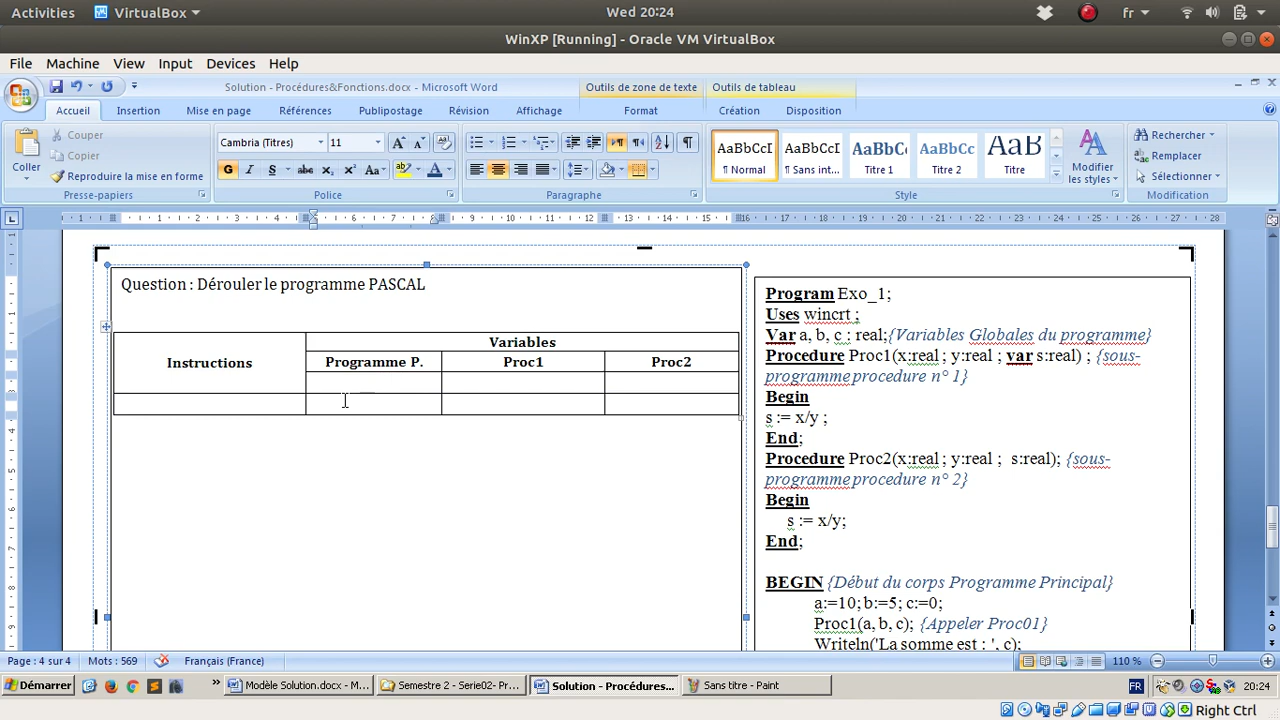 Activities VirtualBox Wed 20:24 fr
WinXP [Running] - Oracle VM VirtualBox
File Machine View Input Devices Help
Solution - Procédures&Fonctions.docx - Microsoft Word Outils de zone de texte Outils de tableau
Accueil Insertion Mise en page Références Publipostage Révision Affichage Format Création Disposition
Couper
Copier
Reproduire la mise en forme
Coller
Presse-papiers
Cambria (Titres) 11
Police
Paragraphe
AaBbCcI AaBbCcI AaBbC AaBbCc AaB
¶ Normal ¶ Sans int... Titre 1 Titre 2 Titre
Modifier les styles
Style
Rechercher
Remplacer
Sélectionner
Modification
Question : Dérouler le programme PASCAL
Instructions
Variables
Programme P. Proc1 Proc2
Program Exo_1;
Uses wincrt ;
Var a, b, c : real;{Variables Globales du programme}
Procedure Proc1(x:real ; y:real ; var s:real) ; {sous-
programme procedure n° 1}
Begin
s := x/y ;
End;
Procedure Proc2(x:real ; y:real ; s:real); {sous-
programme procedure n° 2}
Begin
s := x/y;
End;
BEGIN {Début du corps Programme Principal}
a:=10; b:=5; c:=0;
Proc1(a, b, c); {Appeler Proc01}
Writeln('La somme est : ', c);
Page : 4 sur 4 Mots : 569 Français (France) 110 %
Démarrer Modèle Solution.docx - M... Semestre 2 - Serie02- Pr... Solution - Procédures... Sans titre - Paint FR 20:24
Right Ctrl